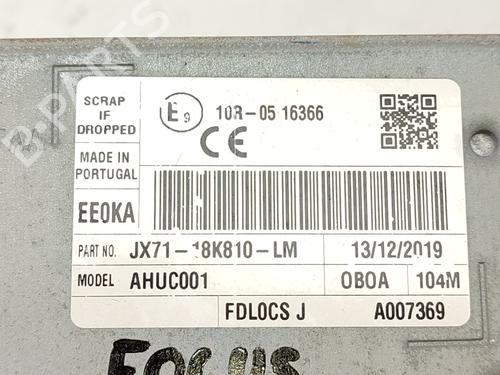 SCRAP
IF
DROPPED
E9
10R-05 16366
CE
MADE IN
PORTUGAL
EE0KA
PART NO. JX71-18K810-LM 13/12/2019
MODEL AHUC001 0B0A 104M
FDLOCS J A007369
FOCUS
B-PARTS